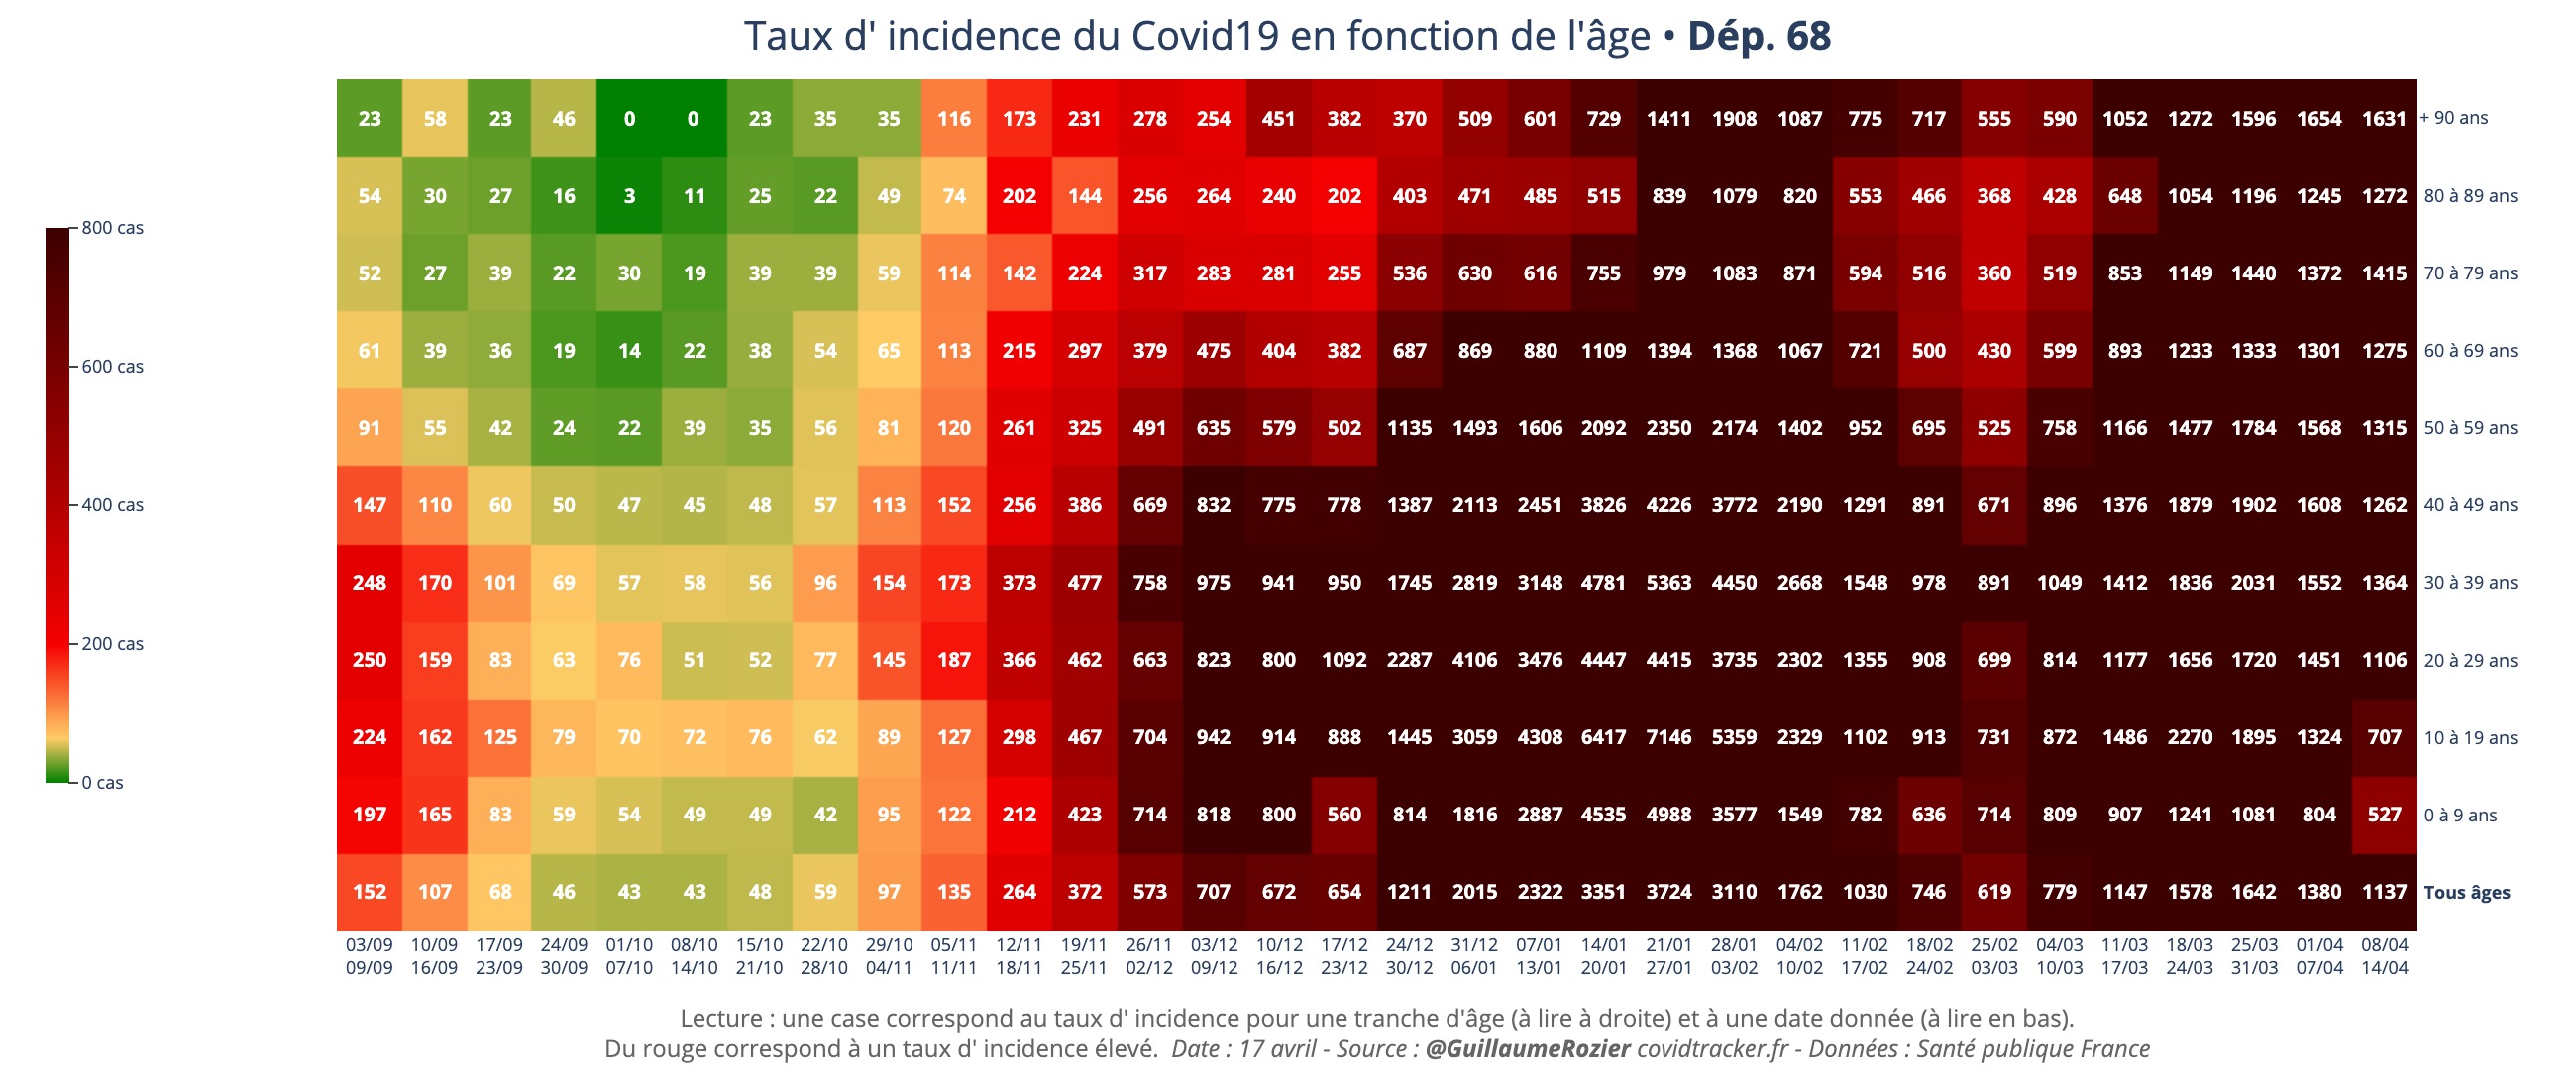 Taux d' incidence du Covid19 en fonction de l'âge • Dép. 68
800 cas
600 cas
400 cas
200 cas
0 cas
23 58 23 46 0 0 23 35 35 116 173 231 278 254 451 382 370 509 601 729 1411 1908 1087 775 717 555 590 1052 1272 1596 1654 1631 + 90 ans
54 30 27 16 3 11 25 22 49 74 202 144 256 264 240 202 403 471 485 515 839 1079 820 553 466 368 428 648 1054 1196 1245 1272 80 à 89 ans
52 27 39 22 30 19 39 39 59 114 142 224 317 283 281 255 536 630 616 755 979 1083 871 594 516 360 519 853 1149 1440 1372 1415 70 à 79 ans
61 39 36 19 14 22 38 54 65 113 215 297 379 475 404 382 687 869 880 1109 1394 1368 1067 721 500 430 599 893 1233 1333 1301 1275 60 à 69 ans
91 55 42 24 22 39 35 56 81 120 261 325 491 635 579 502 1135 1493 1606 2092 2350 2174 1402 952 695 525 758 1166 1477 1784 1568 1315 50 à 59 ans
147 110 60 50 47 45 48 57 113 152 256 386 669 832 775 778 1387 2113 2451 3826 4226 3772 2190 1291 891 671 896 1376 1879 1902 1608 1262 40 à 49 ans
248 170 101 69 57 58 56 96 154 173 373 477 758 975 941 950 1745 2819 3148 4781 5363 4450 2668 1548 978 891 1049 1412 1836 2031 1552 1364 30 à 39 ans
250 159 83 63 76 51 52 77 145 187 366 462 663 823 800 1092 2287 4106 3476 4447 4415 3735 2302 1355 908 699 814 1177 1656 1720 1451 1106 20 à 29 ans
224 162 125 79 70 72 76 62 89 127 298 467 704 942 914 888 1445 3059 4308 6417 7146 5359 2329 1102 913 731 872 1486 2270 1895 1324 707 10 à 19 ans
197 165 83 59 54 49 49 42 95 122 212 423 714 818 800 560 814 1816 2887 4535 4988 3577 1549 782 636 714 809 907 1241 1081 804 527 0 à 9 ans
152 107 68 46 43 43 48 59 97 135 264 372 573 707 672 654 1211 2015 2322 3351 3724 3110 1762 1030 746 619 779 1147 1578 1642 1380 1137 Tous âges
03/09 10/09 17/09 24/09 01/10 08/10 15/10 22/10 29/10 05/11 12/11 19/11 26/11 03/12 10/12 17/12 24/12 31/12 07/01 14/01 21/01 28/01 04/02 11/02 18/02 25/02 04/03 11/03 18/03 25/03 01/04 08/04
09/09 16/09 23/09 30/09 07/10 14/10 21/10 28/10 04/11 11/11 18/11 25/11 02/12 09/12 16/12 23/12 30/12 06/01 13/01 20/01 27/01 03/02 10/02 17/02 24/02 03/03 10/03 17/03 24/03 31/03 07/04 14/04
Lecture : une case correspond au taux d' incidence pour une tranche d'âge (à lire à droite) et à une date donnée (à lire en bas).
Du rouge correspond à un taux d' incidence élevé. Date : 17 avril - Source : @GuillaumeRozier covidtracker.fr - Données : Santé publique France